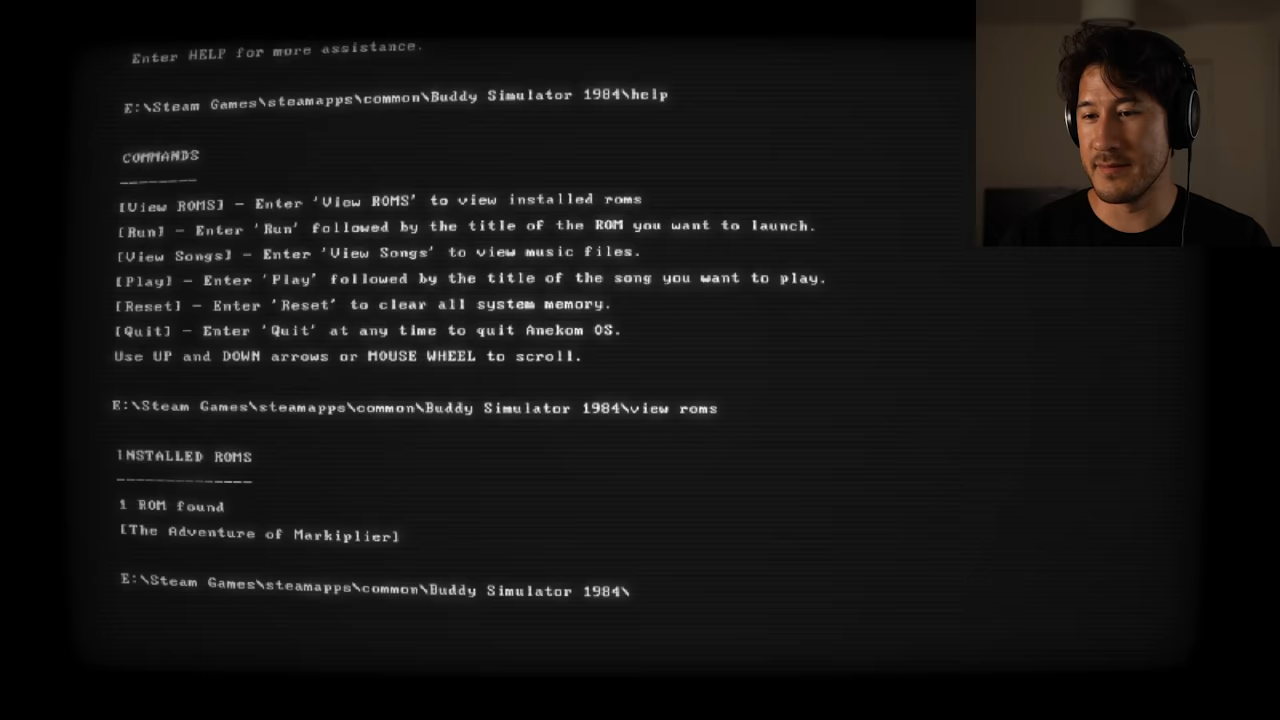 Enter HELP for more assistance.
E:\Steam Games\steamapps\common\Buddy Simulator 1984\help
COMMANDS
--------
[View ROMS] - Enter 'View ROMS' to view installed roms
[Run] - Enter 'Run' followed by the title of the ROM you want to launch.
[View Songs] - Enter 'View Songs' to view music files.
[Play] - Enter 'Play' followed by the title of the song you want to play.
[Reset] - Enter 'Reset' to clear all system memory.
[Quit] - Enter 'Quit' at any time to quit Anekom OS.
Use UP and DOWN arrows or MOUSE WHEEL to scroll.
E:\Steam Games\steamapps\common\Buddy Simulator 1984\view roms
INSTALLED ROMS
--------------
1 ROM found
[The Adventure of Markiplier]
E:\Steam Games\steamapps\common\Buddy Simulator 1984\